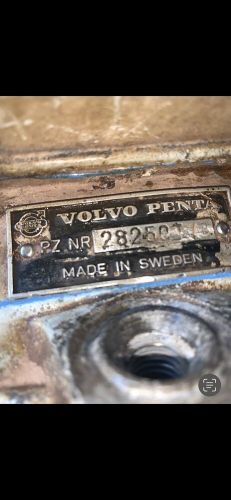 VOLVO PENTA
PZ NR
MADE IN SWEDEN